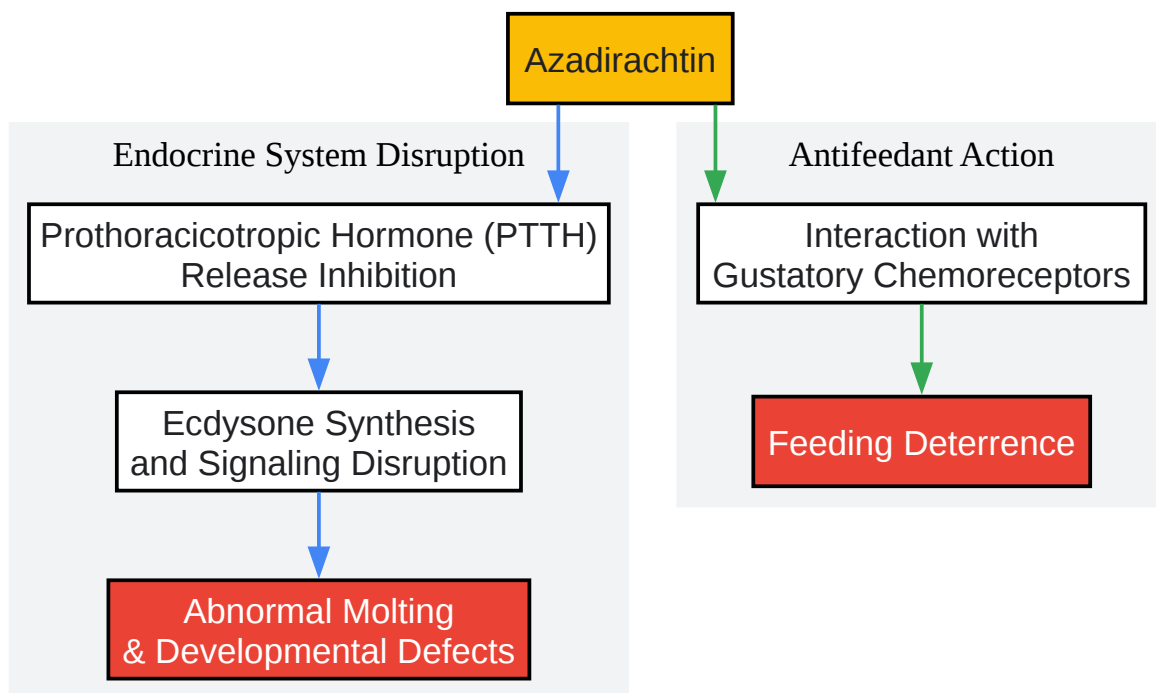 Azadirachtin
Endocrine System Disruption
Prothoracicotropic Hormone (PTTH)
Release Inhibition
Ecdysone Synthesis
and Signaling Disruption
Abnormal Molting
& Developmental Defects
Antifeedant Action
Interaction with
Gustatory Chemoreceptors
Feeding Deterrence